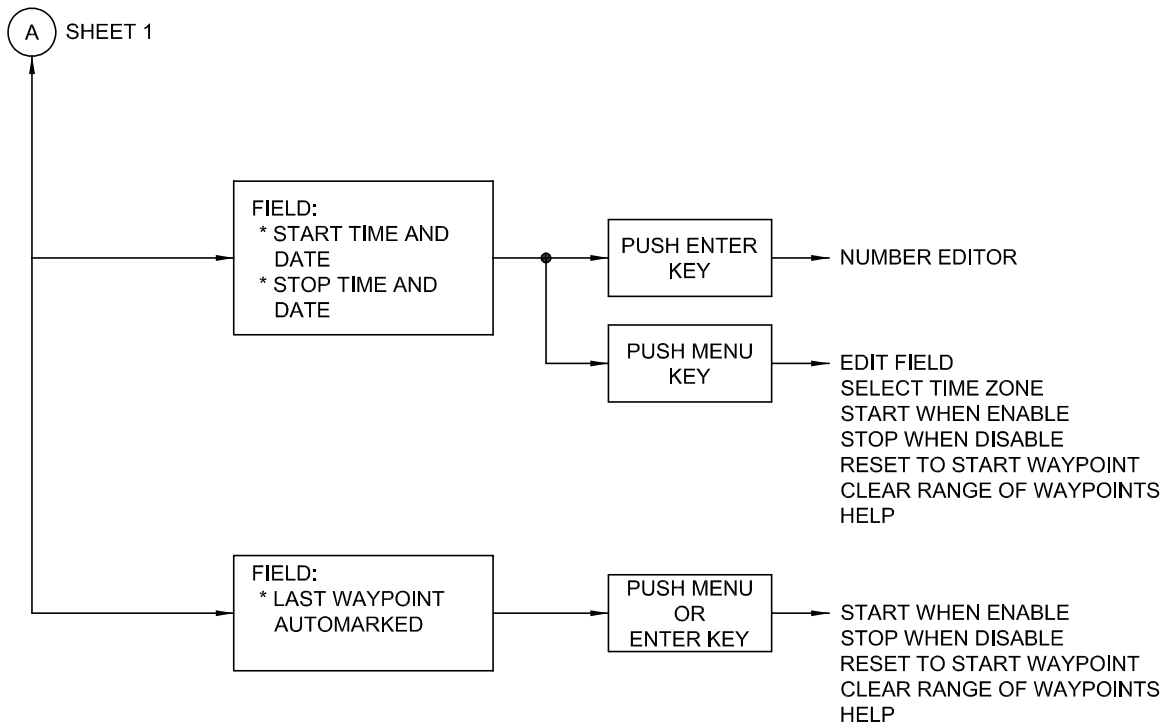 A SHEET 1
FIELD:
* START TIME AND
DATE
* STOP TIME AND
DATE
PUSH ENTER
KEY
NUMBER EDITOR
PUSH MENU
KEY
EDIT FIELD
SELECT TIME ZONE
START WHEN ENABLE
STOP WHEN DISABLE
RESET TO START WAYPOINT
CLEAR RANGE OF WAYPOINTS
HELP
FIELD:
* LAST WAYPOINT
AUTOMARKED
PUSH MENU
OR
ENTER KEY
START WHEN ENABLE
STOP WHEN DISABLE
RESET TO START WAYPOINT
CLEAR RANGE OF WAYPOINTS
HELP